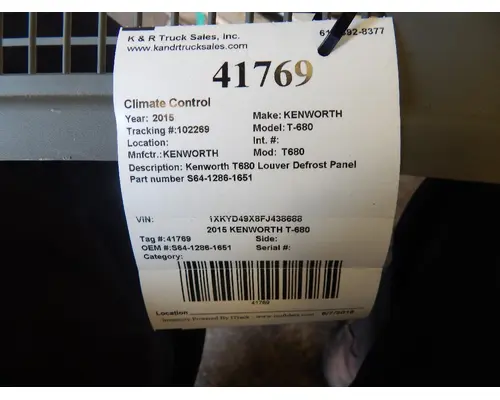 K & R Truck Sales, Inc.
www.kandrtrucksales.com
41769
Climate Control
Year: 2015 Make: KENWORTH
Tracking #:102269 Model: T-680
Location: Int. #:
Mnfctr.:KENWORTH Mod: T680
Description: Kenworth T680 Louver Defrost Panel
Part number S64-1286-1651
VIN: 1XKYD49X8FJ438688
2015 KENWORTH T-680
Tag #:41769 Side:
OEM #:S64-1286-1651 Serial #:
Category:
41769
Location